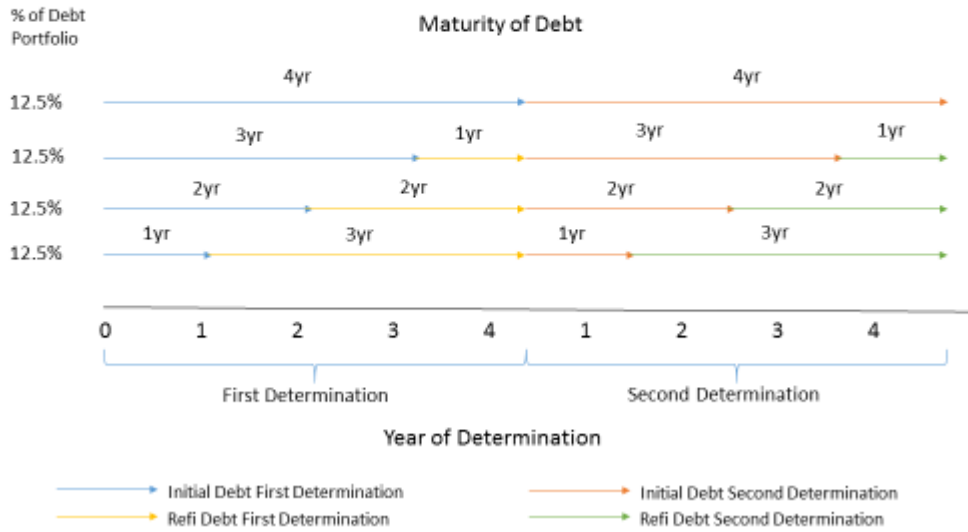 % of Debt
Portfolio
Maturity of Debt
4yr 4yr
12.5%
3yr 1yr 3yr 1yr
12.5%
2yr 2yr 2yr 2yr
12.5%
1yr 3yr 1yr 3yr
12.5%
0 1 2 3 4 1 2 3 4
First Determination Second Determination
Year of Determination
Initial Debt First Determination Initial Debt Second Determination
Refi Debt First Determination Refi Debt Second Determination